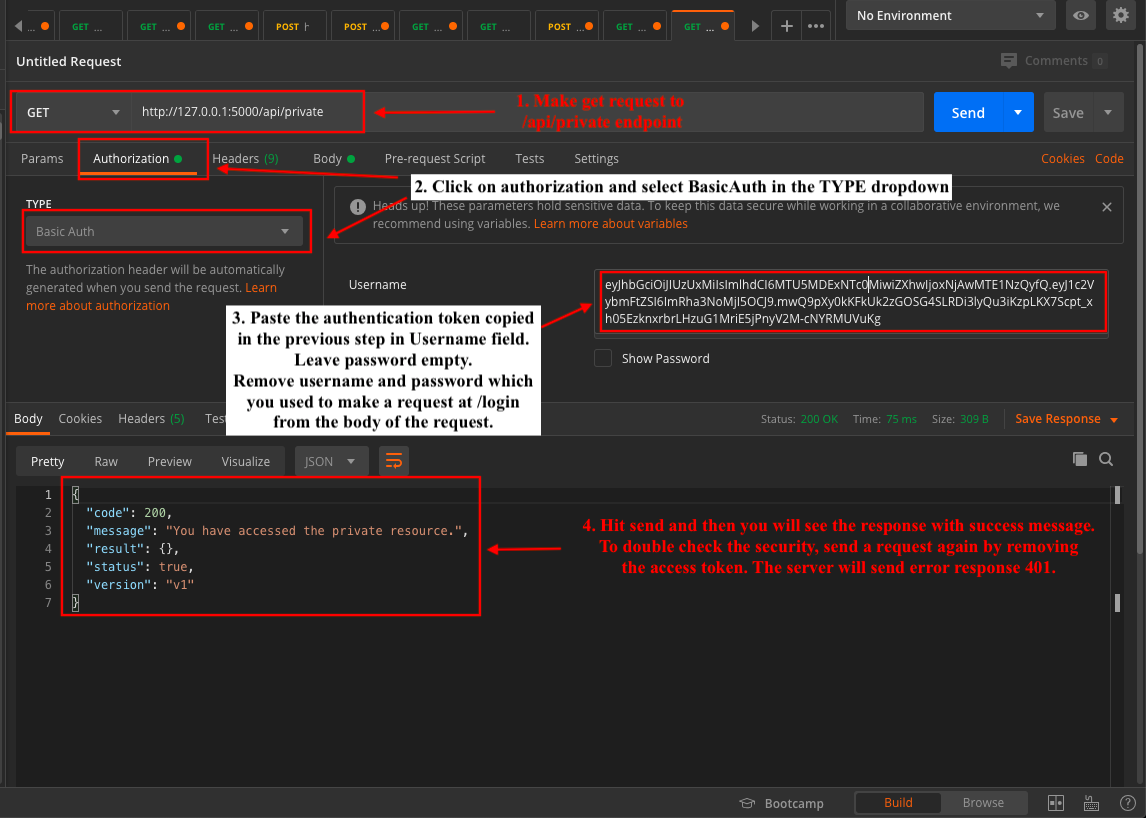 ... GET ... GET ... GET ... POST POST ... GET ... GET ... POST ... GET ... GET ... No Environment
Untitled Request
Comments 0
GET http://127.0.0.1:5000/api/private
1. Make get request to
/api/private endpoint
Send Save
Params Authorization Headers (9) Body Pre-request Script Tests Settings Cookies Code
2. Click on authorization and select BasicAuth in the TYPE dropdown
TYPE
Basic Auth
The authorization header will be automatically
generated when you send the request. Learn
more about authorization
Heads up! These parameters hold sensitive data. To keep this data secure while working in a collaborative environment, we
recommend using variables. Learn more about variables
Username
eyJhbGciOiJIUzUxMiIsImlhdCI6MTU5MDExNTc0MiwiZXhwIjoxNjAwMTE1NzQyfQ.eyJ1c2V
ybmFtZSI6ImRha3NoMjI5OCJ9.mwQ9pXy0kKFkUk2zGOSG4SLRDi3lyQu3iKzpLKX7Scpt_x
h05EzknxrbrLHzuG1MriE5jPnyV2M-cNYRMUVuKg
3. Paste the authentication token copied
in the previous step in Username field.
Leave password empty.
Remove username and password which
you used to make a request at /login
from the body of the request.
Show Password
Body Cookies Headers (5) Status: 200 OK Time: 75 ms Size: 309 B Save Response
Pretty Raw Preview Visualize JSON
1 {
2 "code": 200,
3 "message": "You have accessed the private resource.",
4 "result": {},
5 "status": true,
6 "version": "v1"
7 }
4. Hit send and then you will see the response with success message.
To double check the security, send a request again by removing
the access token. The server will send error response 401.
Bootcamp Build Browse